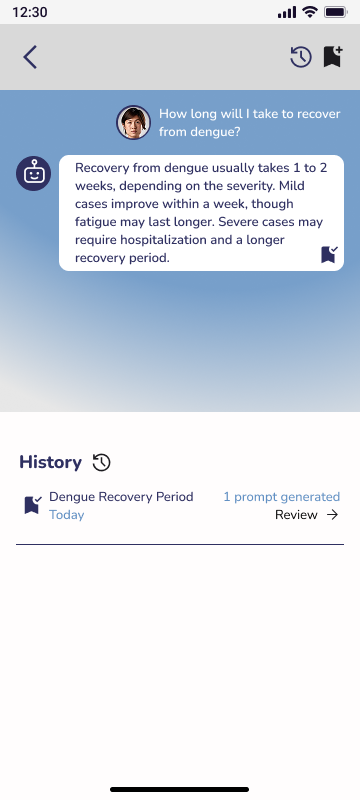 12:30
How long will I take to recover
from dengue?
Recovery from dengue usually takes 1 to 2
weeks, depending on the severity. Mild
cases improve within a week, though
fatigue may last longer. Severe cases may
require hospitalization and a longer
recovery period.
History
Dengue Recovery Period 1 prompt generated
Today Review